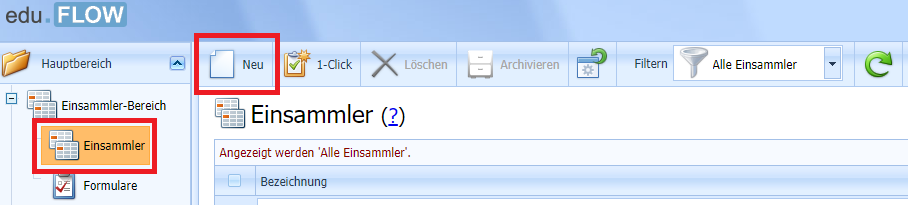 edu.FLOW
Hauptbereich
Neu
1-Click
Löschen
Archivieren
Filtern
Alle Einsammler
Einsammler-Bereich
Einsammler
Formulare
Einsammler (?)
Angezeigt werden 'Alle Einsammler'.
Bezeichnung